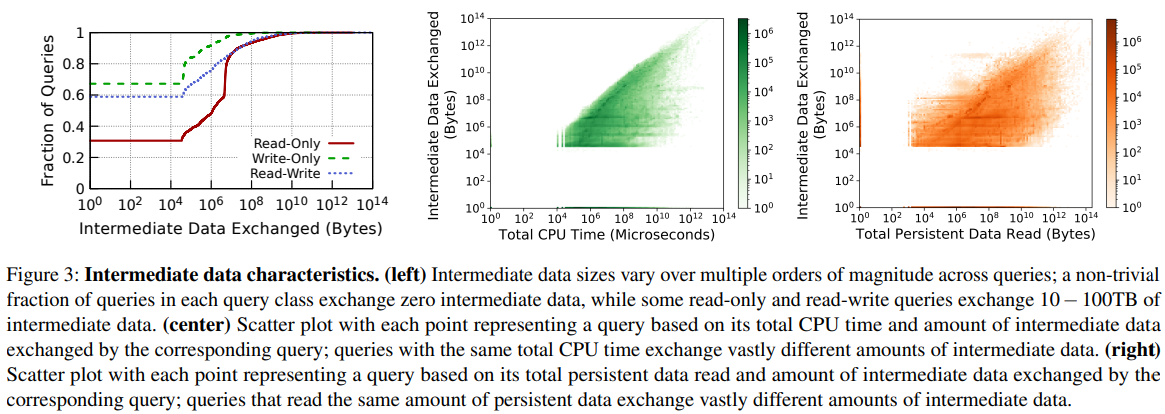 Fraction of Queries
1
0.8
0.6
0.4
0.2
0
Read-Only
Write-Only
Read-Write
10^0 10^2 10^4 10^6 10^8 10^10 10^12 10^14
Intermediate Data Exchanged (Bytes)
Intermediate Data Exchanged
(Bytes)
10^14
10^12
10^10
10^8
10^6
10^4
10^2
10^0
10^0 10^2 10^4 10^6 10^8 10^10 10^12 10^14
Total CPU Time (Microseconds)
10^6
10^5
10^4
10^3
10^2
10^1
10^0
Intermediate Data Exchanged
(Bytes)
10^14
10^12
10^10
10^8
10^6
10^4
10^2
10^0
10^0 10^2 10^4 10^6 10^8 10^10 10^12 10^14
Total Persistent Data Read (Bytes)
10^6
10^5
10^4
10^3
10^2
10^1
10^0
Figure 3: Intermediate data characteristics. (left) Intermediate data sizes vary over multiple orders of magnitude across queries; a non-trivial
fraction of queries in each query class exchange zero intermediate data, while some read-only and read-write queries exchange 10 − 100TB of
intermediate data. (center) Scatter plot with each point representing a query based on its total CPU time and amount of intermediate data
exchanged by the corresponding query; queries with the same total CPU time exchange vastly different amounts of intermediate data. (right)
Scatter plot with each point representing a query based on its total persistent data read and amount of intermediate data exchanged by the
corresponding query; queries that read the same amount of persistent data exchange vastly different amounts of intermediate data.